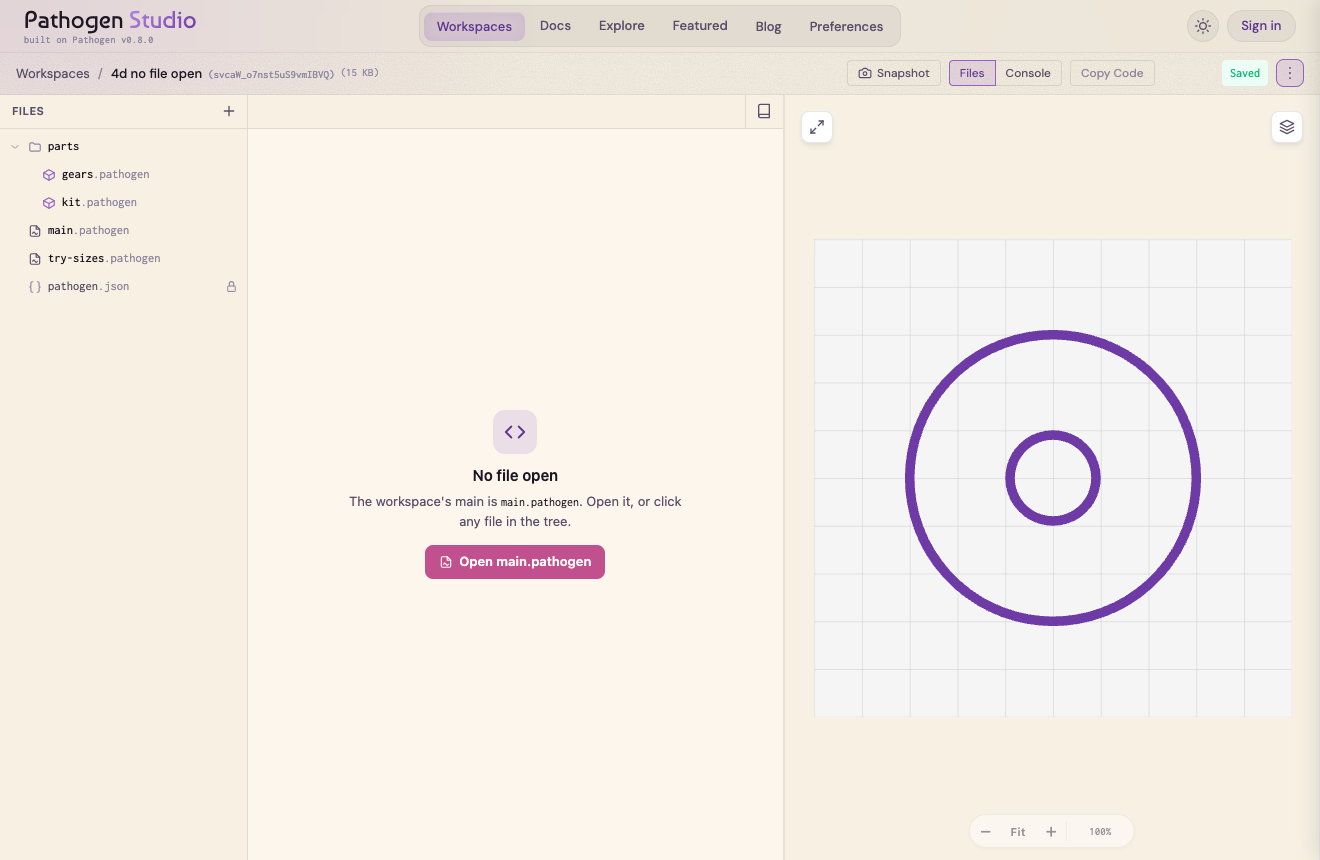 Pathogen Studio
built on Pathogen v0.8.0
Workspaces
Docs
Explore
Featured
Blog
Preferences
Sign in
Workspaces / 4d no file open (svcaW_o7nst5uS9vmIBVQ) (15 KB)
Snapshot
Files
Console
Copy Code
Saved
FILES
parts
gears.pathogen
kit.pathogen
main.pathogen
try-sizes.pathogen
{} pathogen.json
No file open
The workspace's main is main.pathogen. Open it, or click
any file in the tree.
Open main.pathogen
Fit
100%